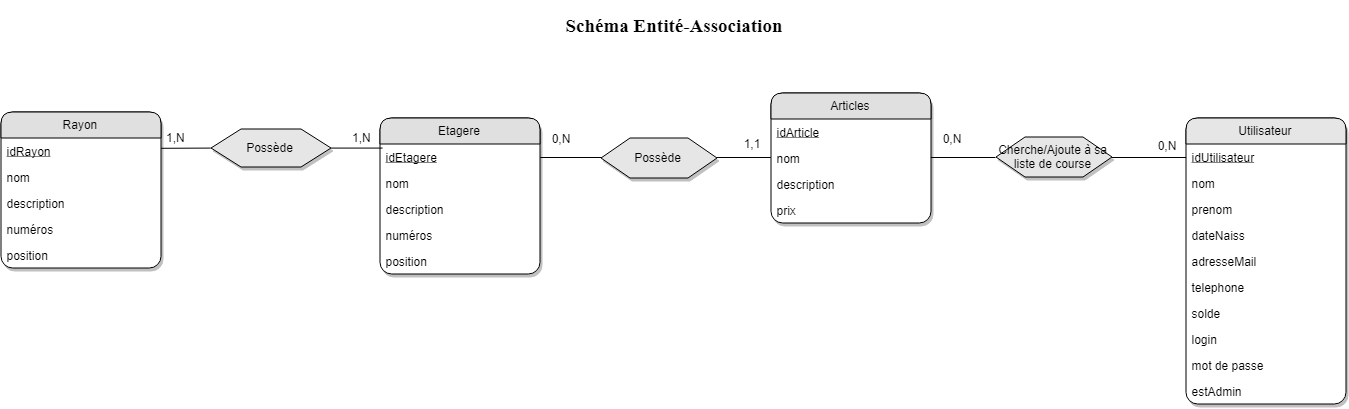 Schéma Entité-Association
Rayon
idRayon
nom
description
numéros
position
1,N
Possède
1,N
Etagere
idEtagere
nom
description
numéros
position
0,N
Possède
1,1
Articles
idArticle
nom
description
prix
0,N
Cherche/Ajoute à sa
liste de course
0,N
Utilisateur
idUtilisateur
nom
prenom
dateNaiss
adresseMail
telephone
solde
login
mot de passe
estAdmin